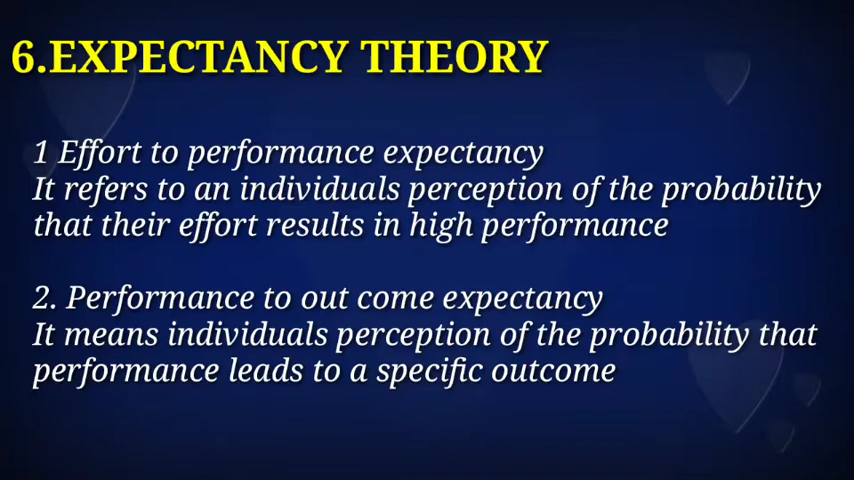 6.EXPECTANCY THEORY
1 Effort to performance expectancy
It refers to an individuals perception of the probability
that their effort results in high performance
2. Performance to out come expectancy
It means individuals perception of the probability that
performance leads to a specific outcome